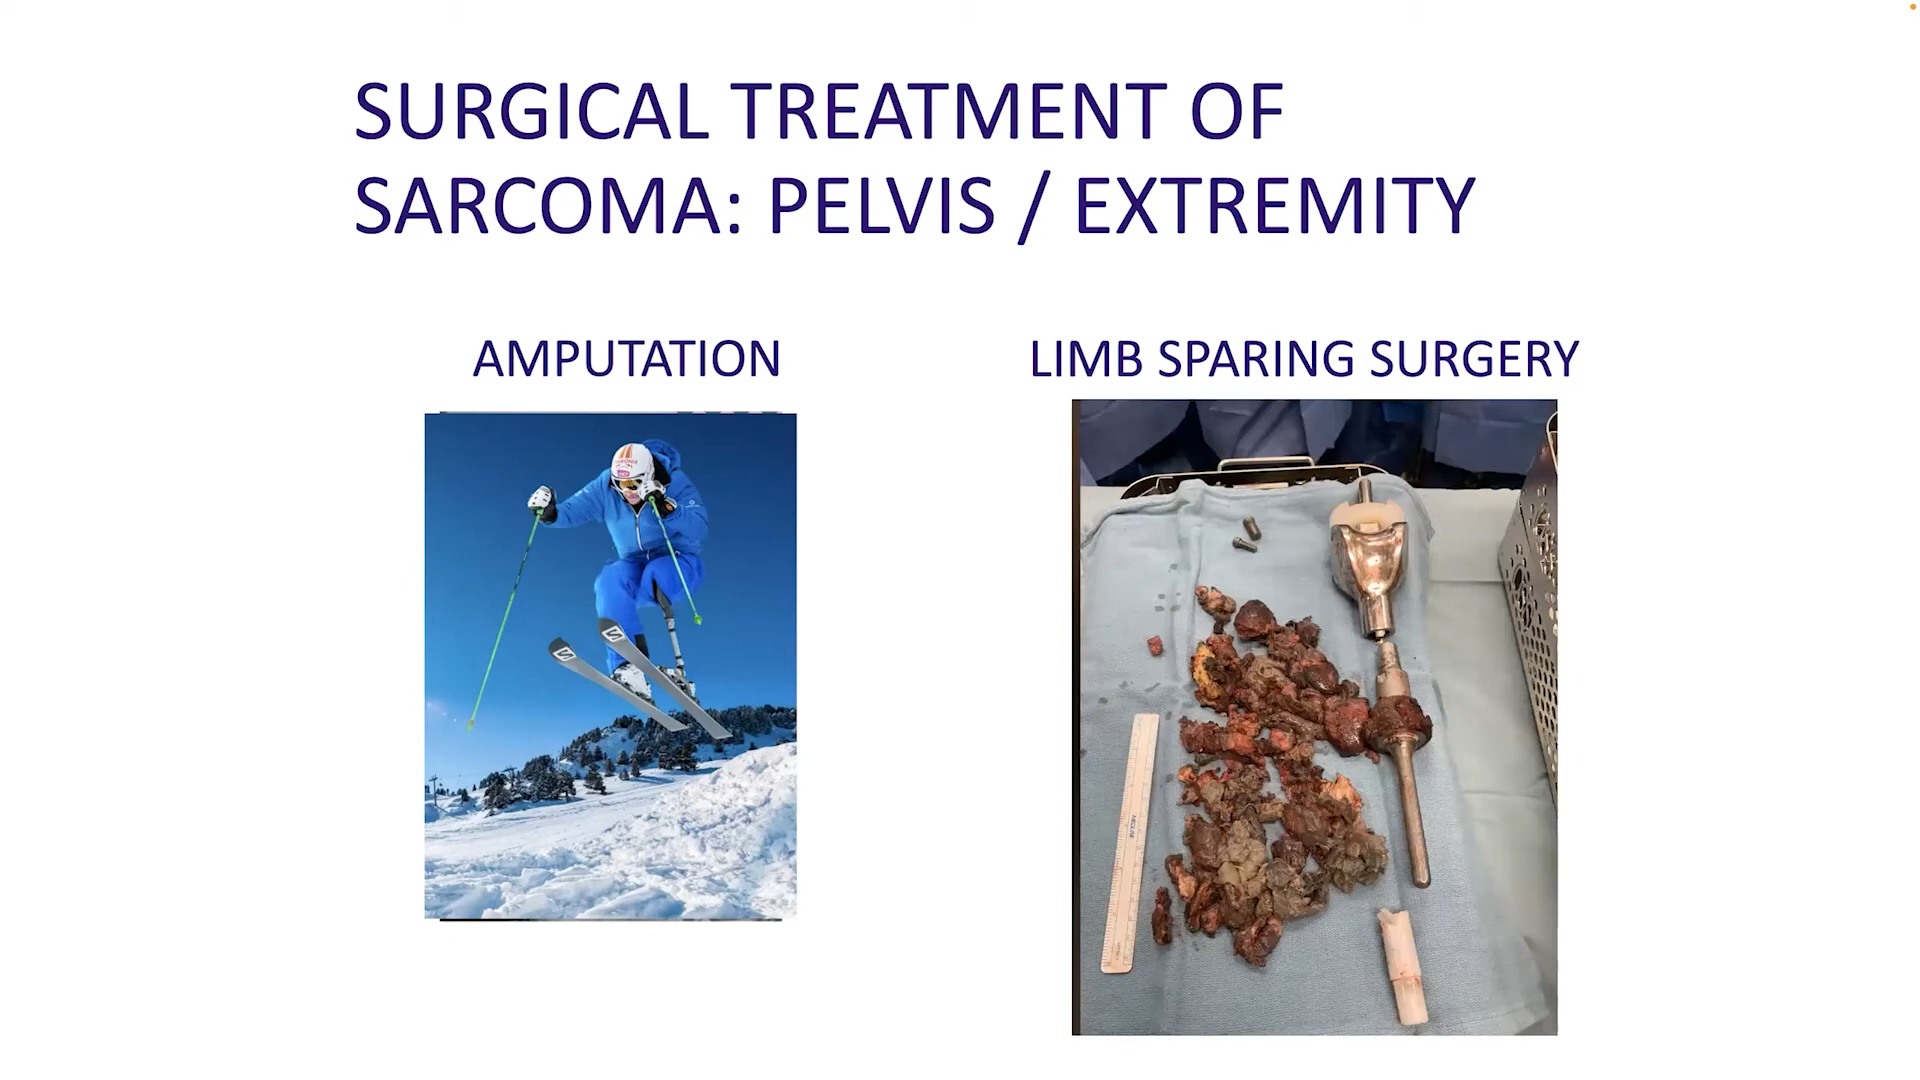 SURGICAL TREATMENT OF
SARCOMA: PELVIS / EXTREMITY
AMPUTATION
LIMB SPARING SURGERY